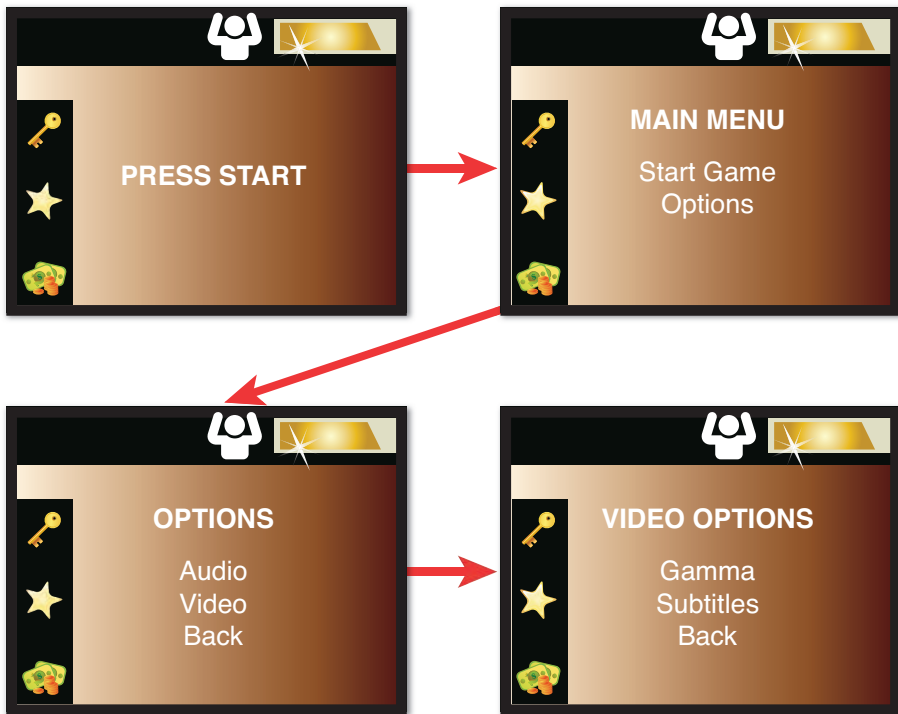 PRESS START
MAIN MENU
Start Game
Options
OPTIONS
Audio
Video
Back
VIDEO OPTIONS
Gamma
Subtitles
Back